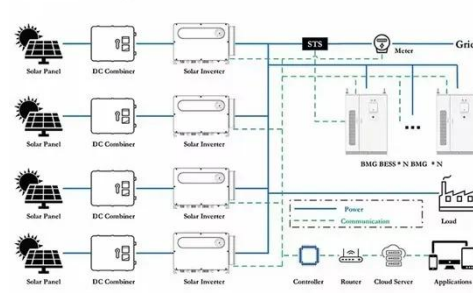 STS
Meter
Gric
Solar Panel
DC Combiner
Solar Inverter
Solar Panel
DC Combiner
Solar Inverter
BMG BESS * N BMG * N
Solar Panel
DC Combiner
Solar Inverter
Power
Communication
Load
Solar Panel
DC Combiner
Solar Inverter
Controller
Router
Cloud Server
Applications